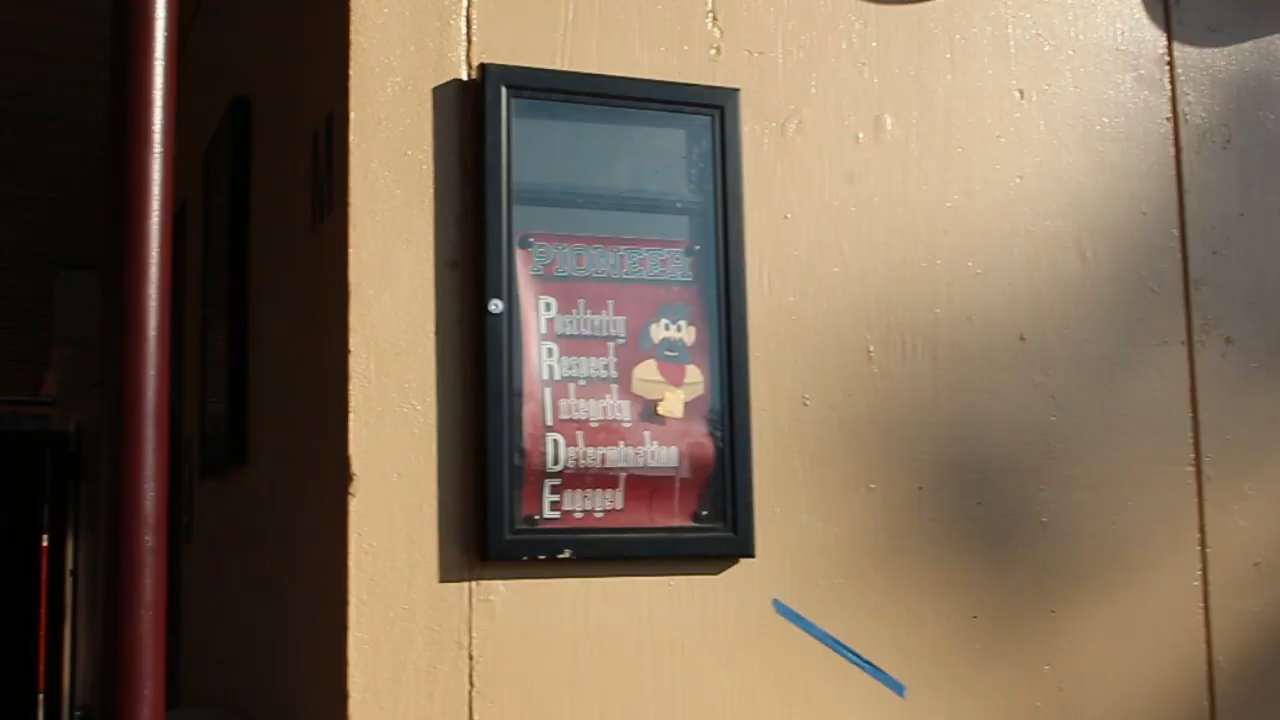 PIONEER
Positivity
Respect
Integrity
Determination
Engaged